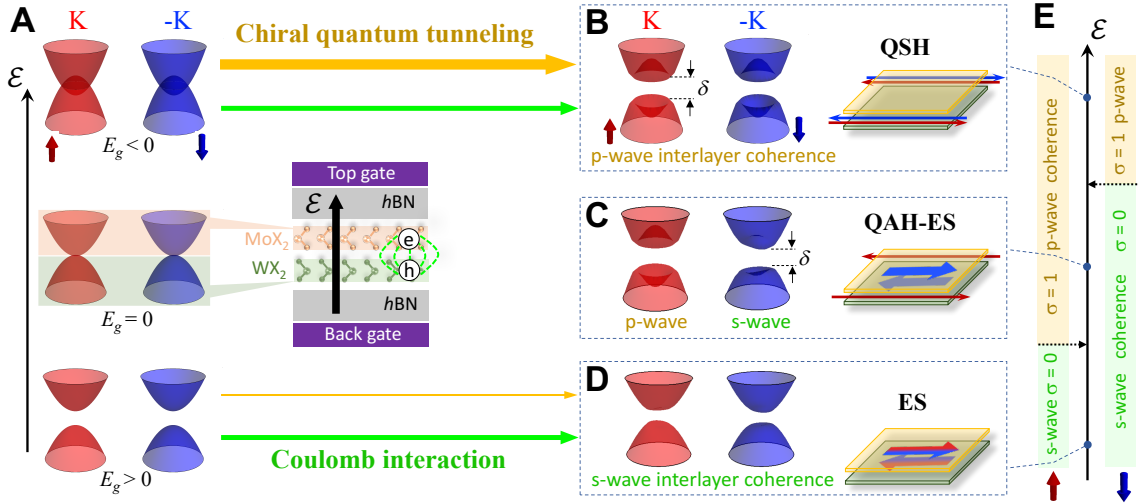 A
K
-K
Chiral quantum tunneling
ℰ
E_g < 0
Top gate
hBN
ℰ
MoX₂
e
WX₂
h
hBN
E_g = 0
Back gate
E_g > 0
Coulomb interaction
B
K
-K
QSH
δ
p-wave interlayer coherence
C
QAH-ES
δ
p-wave
s-wave
D
ES
s-wave interlayer coherence
E
ℰ
σ = 1 p-wave coherence
s-wave σ = 0
σ = 1 p-wave
s-wave coherence σ = 0